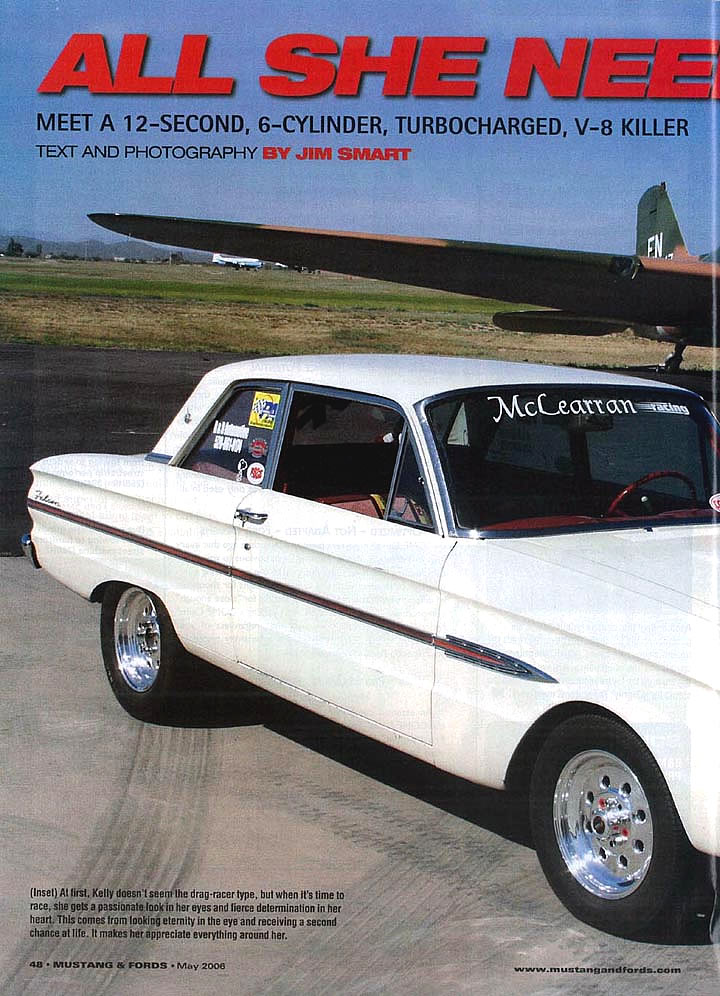 ALL SHE NEE
MEET A 12-SECOND, 6-CYLINDER, TURBOCHARGED, V-8 KILLER
TEXT AND PHOTOGRAPHY BY JIM SMART
EN
McLearran racing
Falcon
(Inset) At first, Kelly doesn't seem the drag-racer type, but when it's time to
race, she gets a passionate look in her eyes and fierce determination in her
heart. This comes from looking eternity in the eye and receiving a second
chance at life. It makes her appreciate everything around her.
48 • MUSTANG & FORDS • May 2006
www.mustangandfords.com